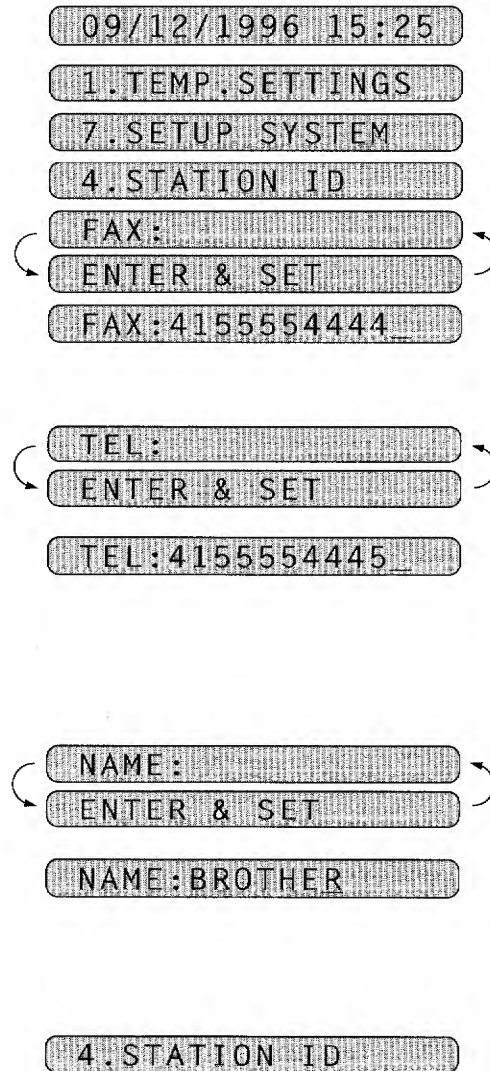 09/12/1996 15:25
1.TEMP.SETTINGS
7.SETUP SYSTEM
4.STATION ID
FAX:
ENTER & SET
FAX:4155554444_
TEL:
ENTER & SET
TEL:4155554445_
NAME:
ENTER & SET
NAME:BROTHER
4.STATION ID